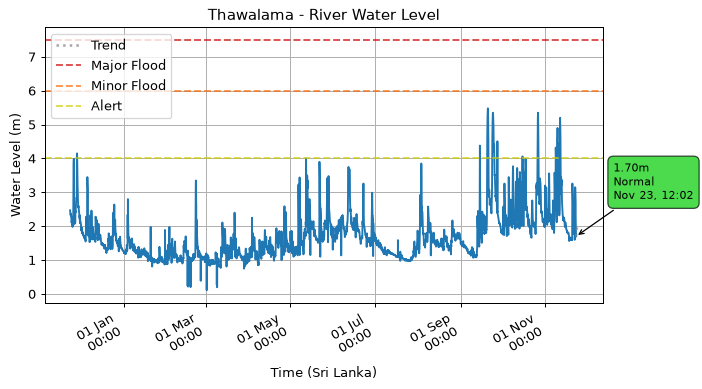 Thawalama - River Water Level
Water Level (m)
7
6
5
4
3
2
1
0
Trend
Major Flood
Minor Flood
Alert
1.70m
Normal
Nov 23, 12:02
01 Jan
00:00
01 Mar
00:00
01 May
00:00
01 Jul
00:00
01 Sep
00:00
01 Nov
00:00
Time (Sri Lanka)